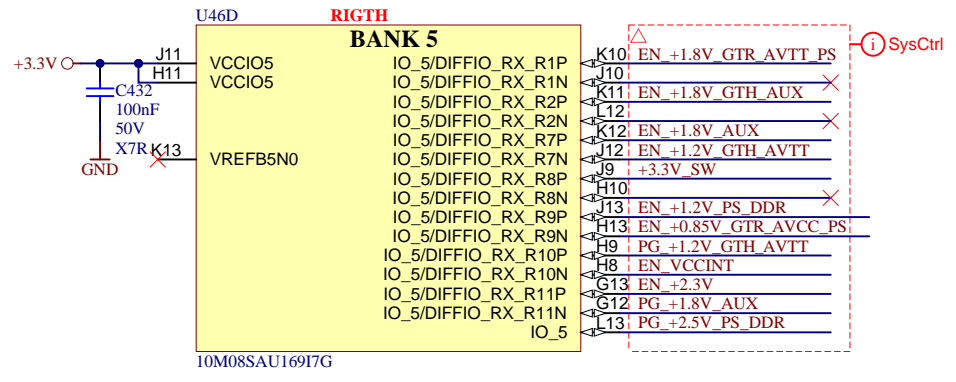 U46D
RIGTH
BANK 5
+3.3V
J11
H11
VCCIO5
VCCIO5
C432
100nF
50V
X7R
GND
K13
VREFB5N0
IO_5/DIFFIO_RX_R1P K10 EN_+1.8V_GTR_AVTT_PS
IO_5/DIFFIO_RX_R1N J10
IO_5/DIFFIO_RX_R2P K11 EN_+1.8V_GTH_AUX
IO_5/DIFFIO_RX_R2N L12
IO_5/DIFFIO_RX_R7P K12 EN_+1.8V_AUX
IO_5/DIFFIO_RX_R7N J12 EN_+1.2V_GTH_AVTT
IO_5/DIFFIO_RX_R8P J9 +3.3V_SW
IO_5/DIFFIO_RX_R8N H10
IO_5/DIFFIO_RX_R9P J13 EN_+1.2V_PS_DDR
IO_5/DIFFIO_RX_R9N H13 EN_+0.85V_GTR_AVCC_PS
IO_5/DIFFIO_RX_R10P H9 PG_+1.2V_GTH_AVTT
IO_5/DIFFIO_RX_R10N H8 EN_VCCINT
IO_5/DIFFIO_RX_R11P G13 EN_+2.3V
IO_5/DIFFIO_RX_R11N G12 PG_+1.8V_AUX
IO_5 L13 PG_+2.5V_PS_DDR
i SysCtrl
10M08SAU169I7G